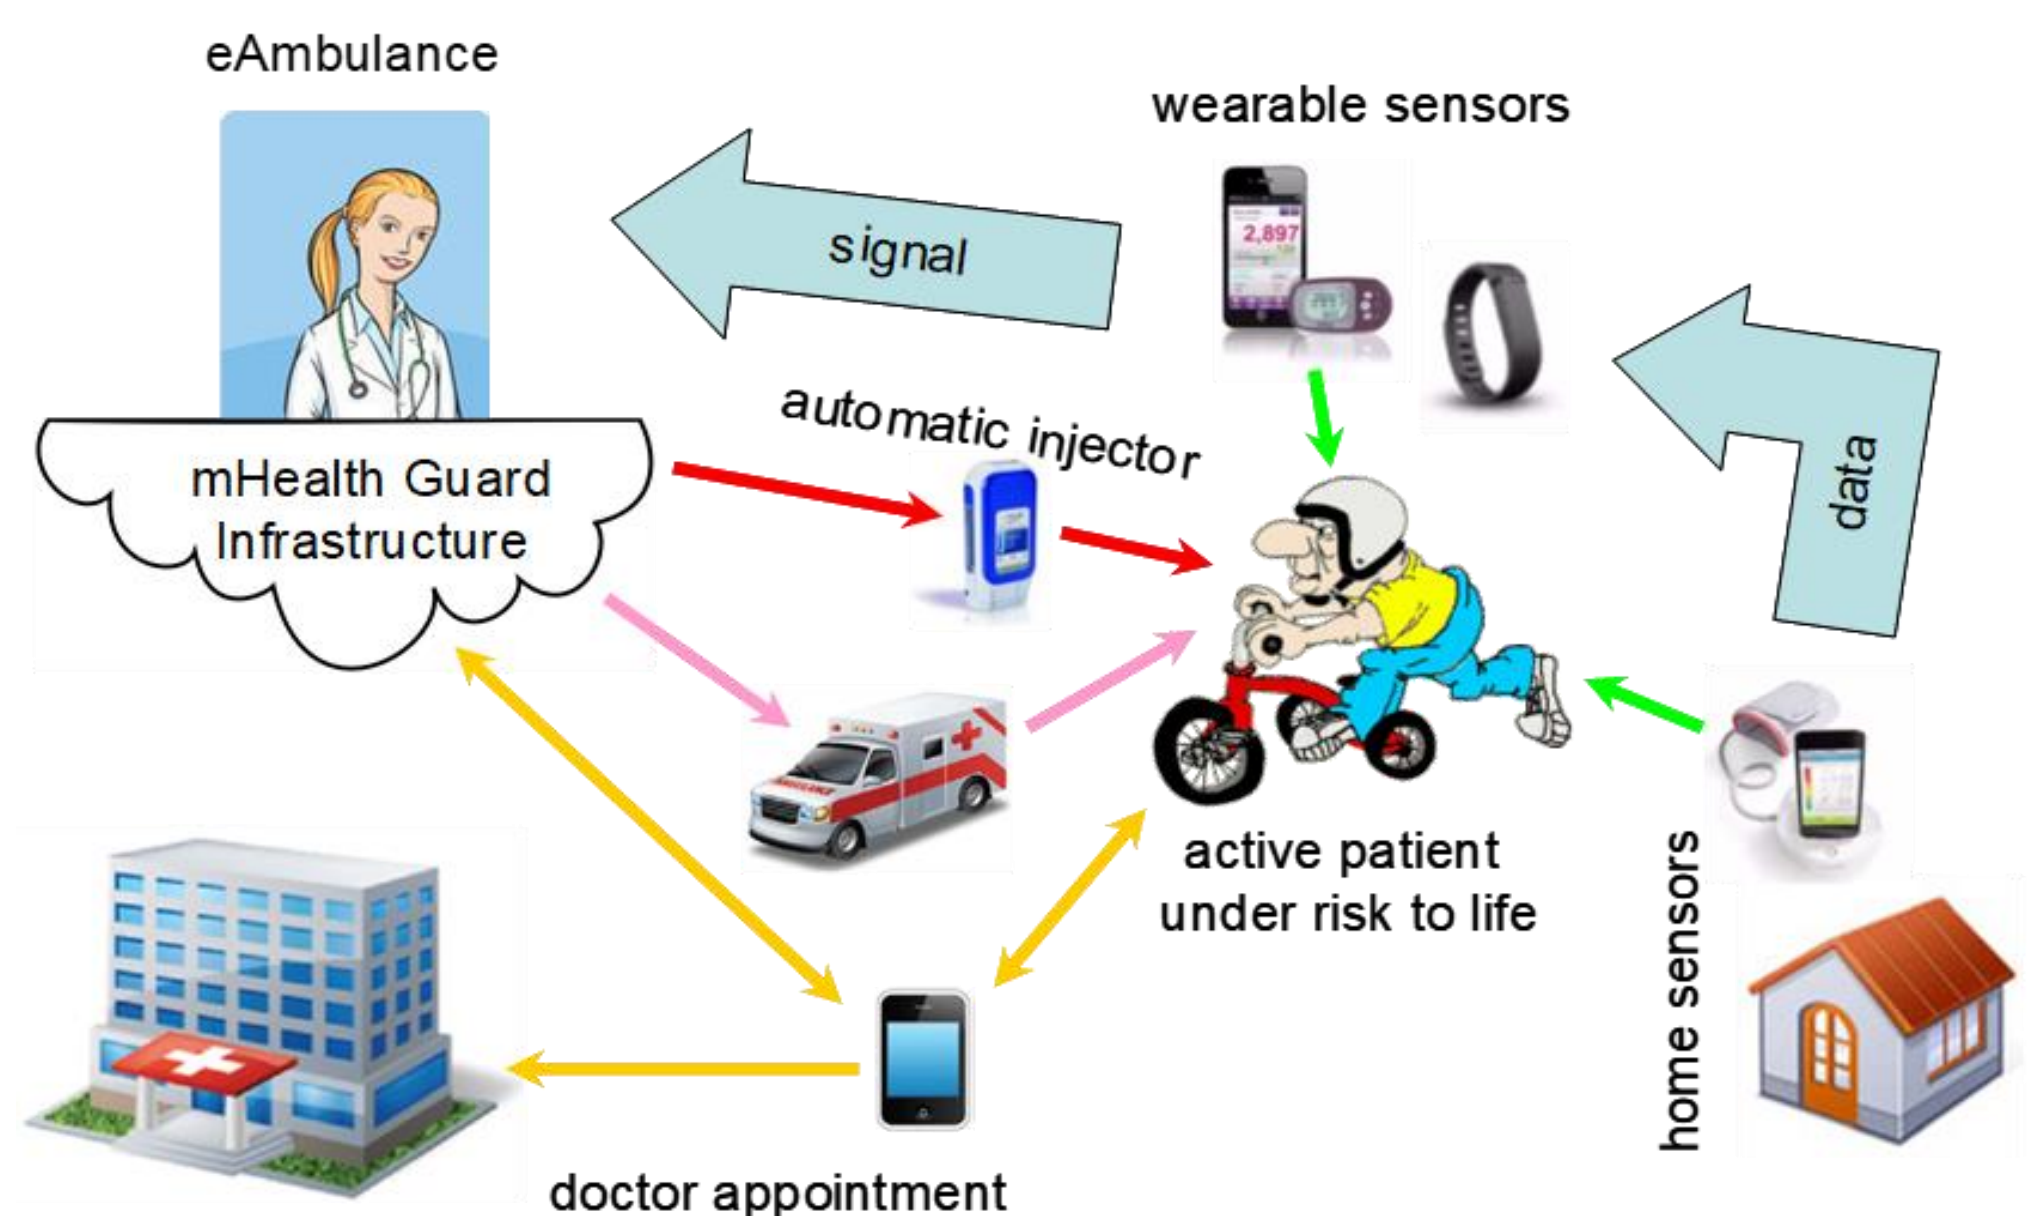 eAmbulance
wearable sensors
2,897
signal
automatic injector
data
mHealth Guard
Infrastructure
AMBULANCE
active patient
under risk to life
home sensors
doctor appointment